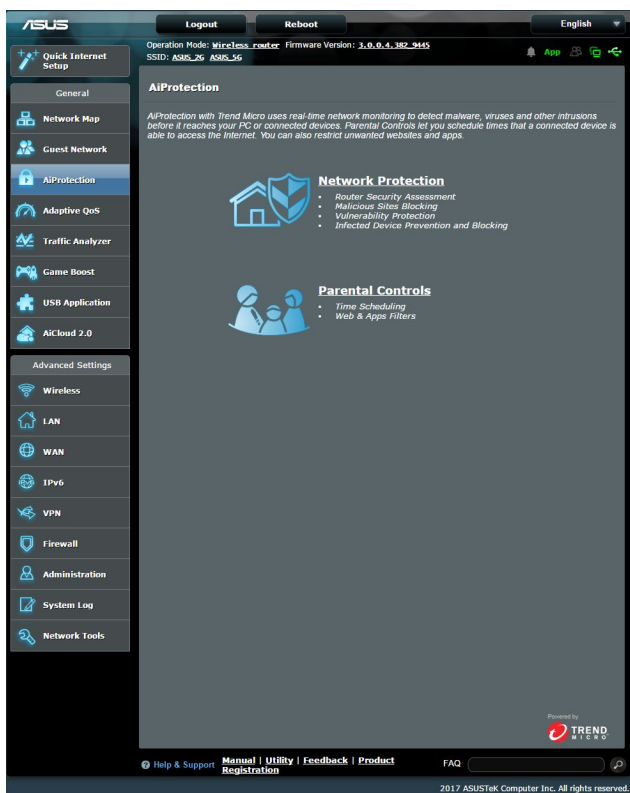 ASUS
Logout
Reboot
English
Quick Internet
Setup
Operation Mode: Wireless router Firmware Version: 3.0.0.4.382_9445
SSID: ASUS_2G ASUS_5G
App
General
Network Map
Guest Network
AiProtection
Adaptive QoS
Traffic Analyzer
Game Boost
USB Application
AiCloud 2.0
Advanced Settings
Wireless
LAN
WAN
IPv6
VPN
Firewall
Administration
System Log
Network Tools
AiProtection
AiProtection with Trend Micro uses real-time network monitoring to detect malware, viruses and other intrusions
before it reaches your PC or connected devices. Parental Controls let you schedule times that a connected device is
able to access the Internet. You can also restrict unwanted websites and apps.
Network Protection
• Router Security Assessment
• Malicious Sites Blocking
• Vulnerability Protection
• Infected Device Prevention and Blocking
Parental Controls
• Time Scheduling
• Web & Apps Filters
Powered by
TREND
MICRO
Help & Support
Manual | Utility | Feedback | Product
Registration
FAQ
2017 ASUSTeK Computer Inc. All rights reserved.